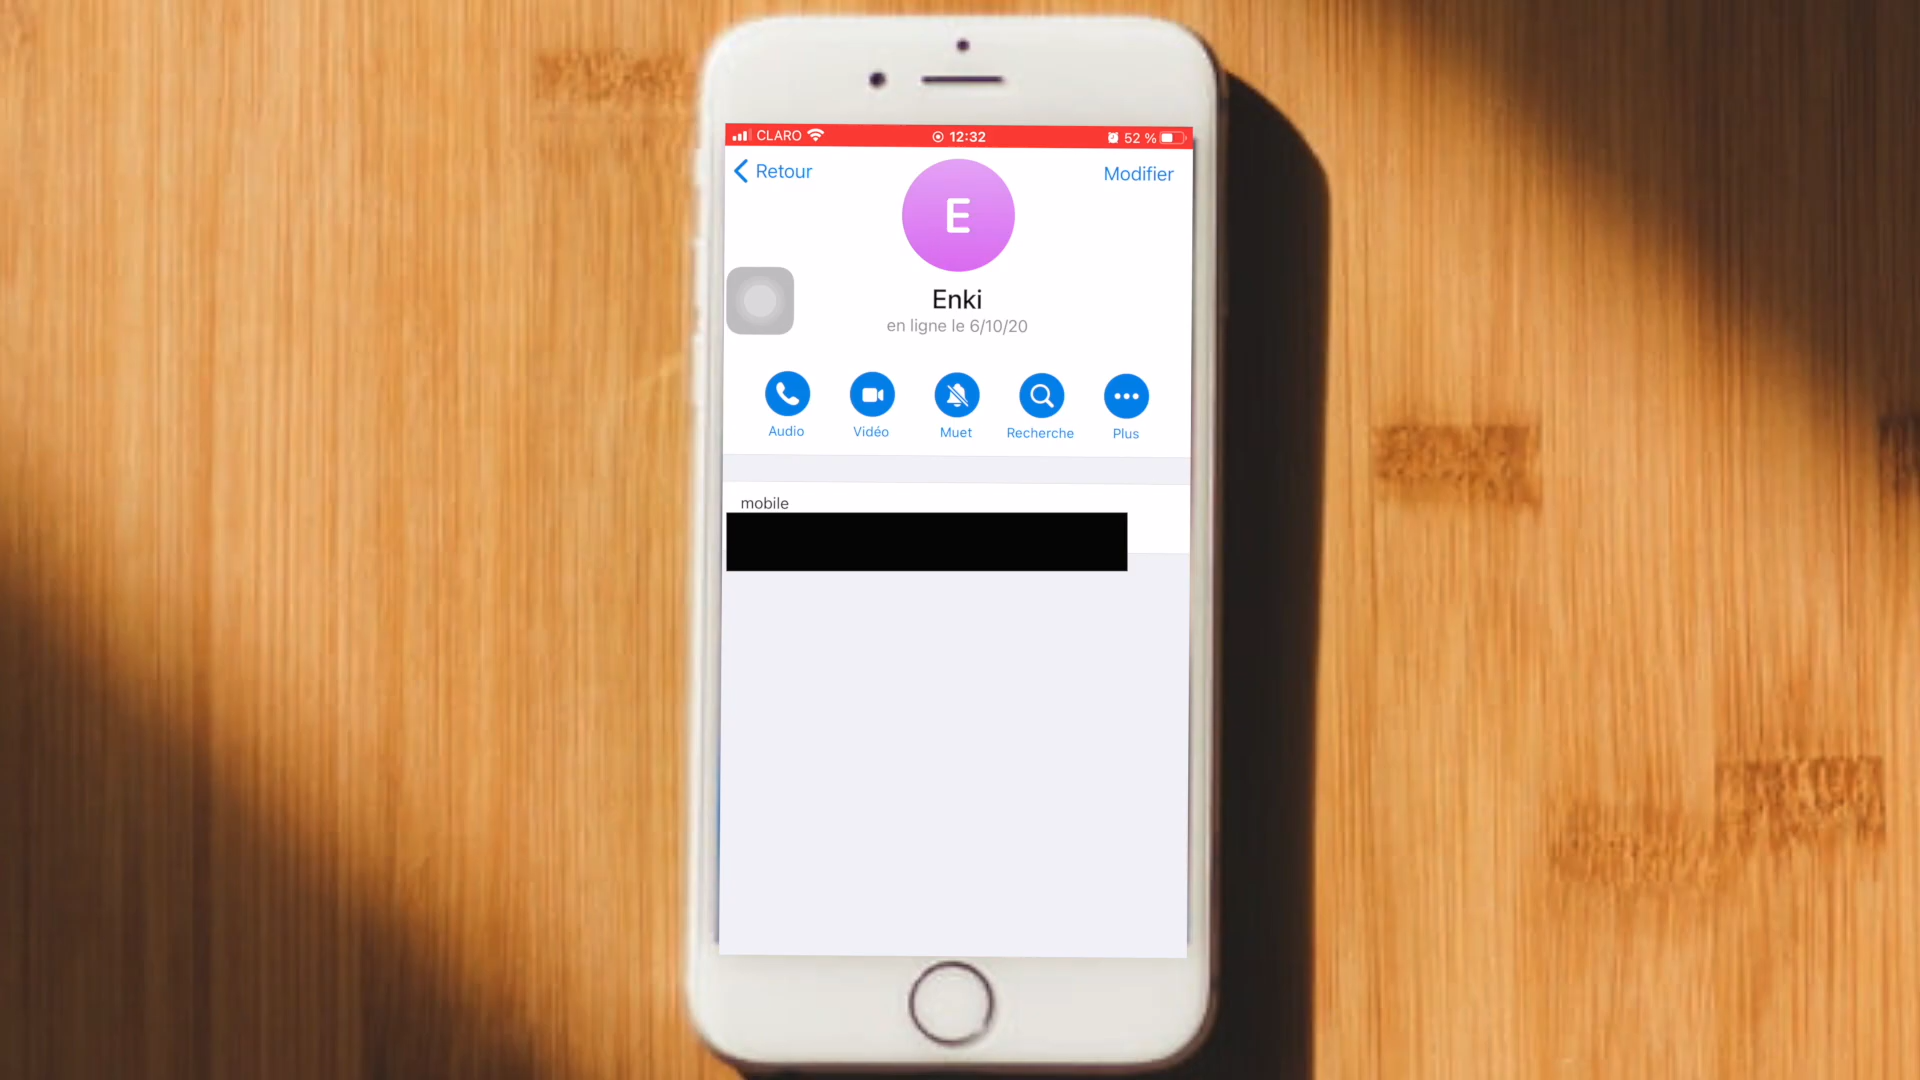 CLARO 12:32 52 %
Retour Modifier
E
Enki
en ligne le 6/10/20
Audio Vidéo Muet Recherche Plus
mobile